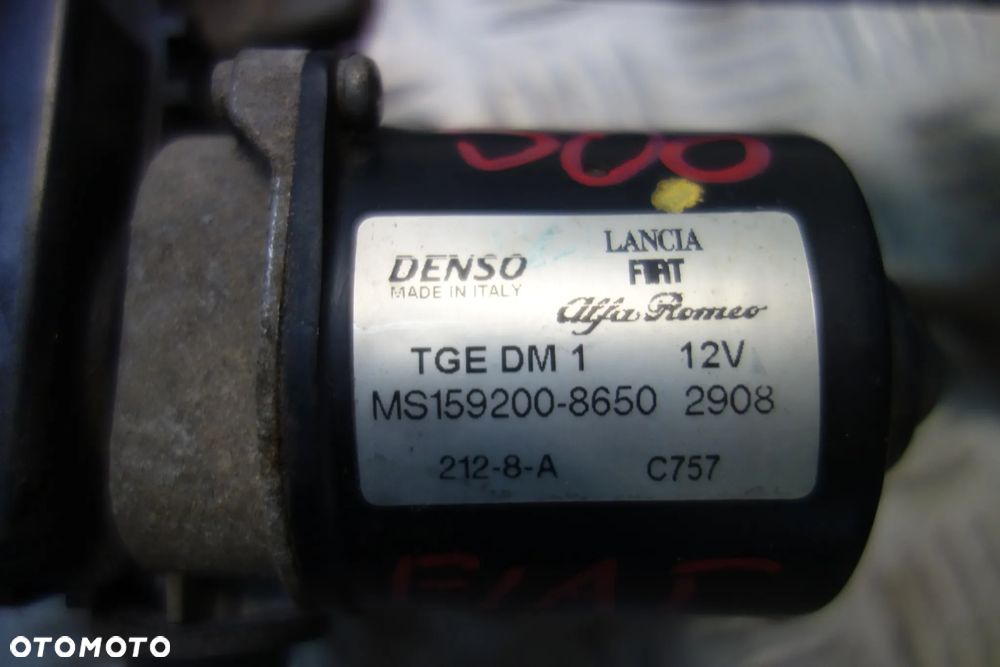 500
LANCIA
DENSO FIAT
MADE IN ITALY
Alfa Romeo
TGE DM 1 12V
MS159200-8650 2908
212-8-A C757
FIAT
OTOMOTO